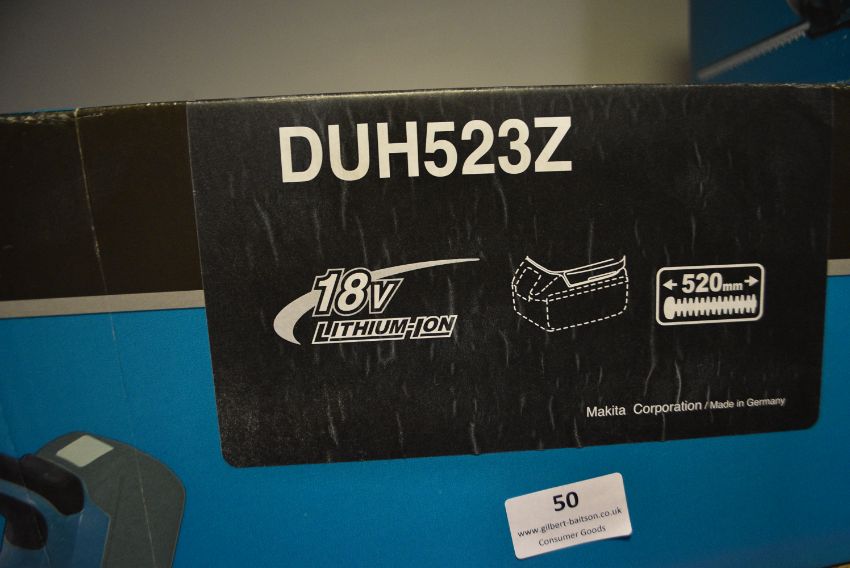 DUH523Z
18V
LITHIUM-ION
520mm
Makita Corporation / Made in Germany
50
www.gilbert-baitson.co.uk
Consumer Goods